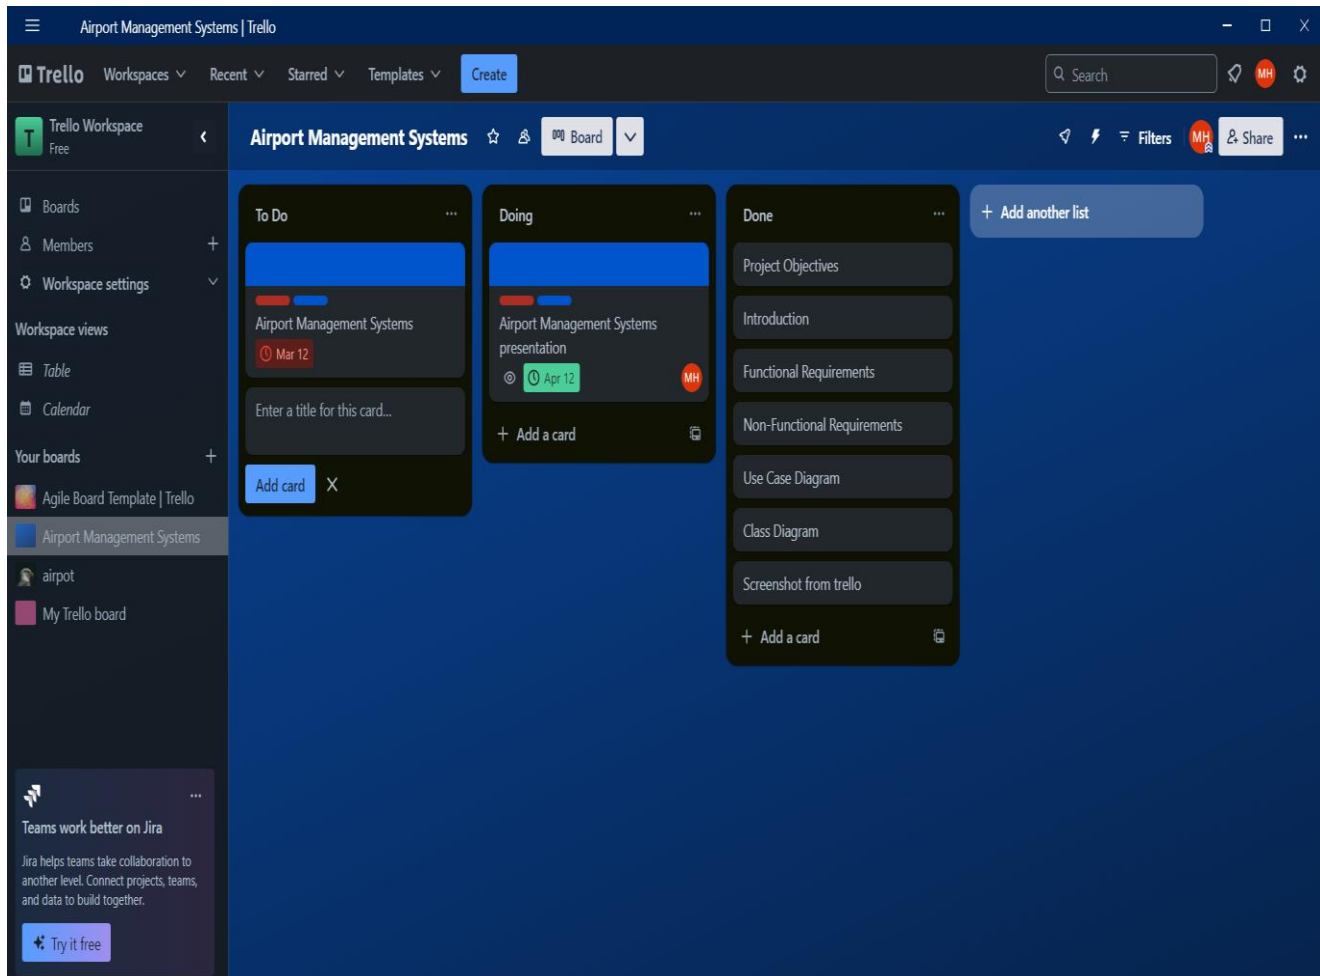 Airport Management Systems | Trello
Trello
Workspaces
Recent
Starred
Templates
Create
Search
MH
T
Trello Workspace
Free
Airport Management Systems
Board
Filters
MH
Share
Boards
Members
Workspace settings
Workspace views
Table
Calendar
Your boards
Agile Board Template | Trello
Airport Management Systems
airpot
My Trello board
Teams work better on Jira
Jira helps teams take collaboration to
another level. Connect projects, teams,
and data to build together.
Try it free
To Do
Airport Management Systems
Mar 12
Enter a title for this card...
Add card
Doing
Airport Management Systems
presentation
Apr 12
MH
+ Add a card
Done
Project Objectives
Introduction
Functional Requirements
Non-Functional Requirements
Use Case Diagram
Class Diagram
Screenshot from trello
+ Add a card
+ Add another list